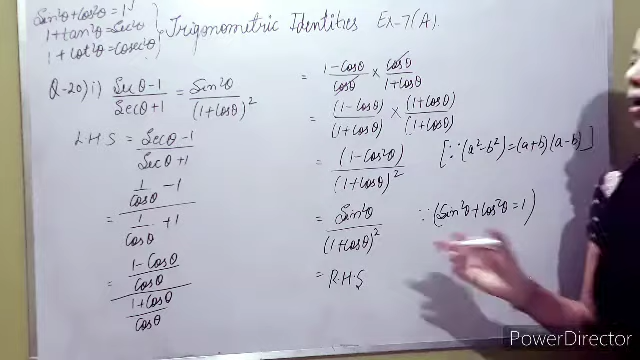 Sin²θ+Cos²θ=1
1+tan²θ=Sec²θ
1+Cot²θ=Cosec²θ
Trigonometric Identities Ex-7(A)
Q-20)i) Secθ-1/Secθ+1 = Sin²θ/(1+Cosθ)²
L.H.S = Secθ-1/Secθ+1
= (1/Cosθ -1)/(1/Cosθ +1)
= (1-Cosθ/Cosθ)/(1+Cosθ/Cosθ)
= 1-Cosθ/Cosθ × Cosθ/1+Cosθ
= (1-Cosθ)/(1+Cosθ) × (1+Cosθ)/(1+Cosθ)
= (1-Cos²θ)/(1+Cosθ)² [∵(a²-b²)=(a+b)(a-b)]
= Sin²θ/(1+Cosθ)² ∵(Sin²θ+Cos²θ=1)
= R.H.S
PowerDirector